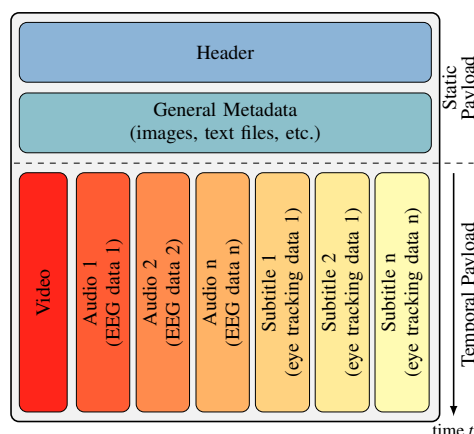 Header
General Metadata
(images, text files, etc.)
Static
Payload
Video
Audio 1
(EEG data 1)
Audio 2
(EEG data 2)
Audio n
(EEG data n)
Subtitle 1
(eye tracking data 1)
Subtitle 2
(eye tracking data 1)
Subtitle n
(eye tracking data n)
Temporal Payload
time t